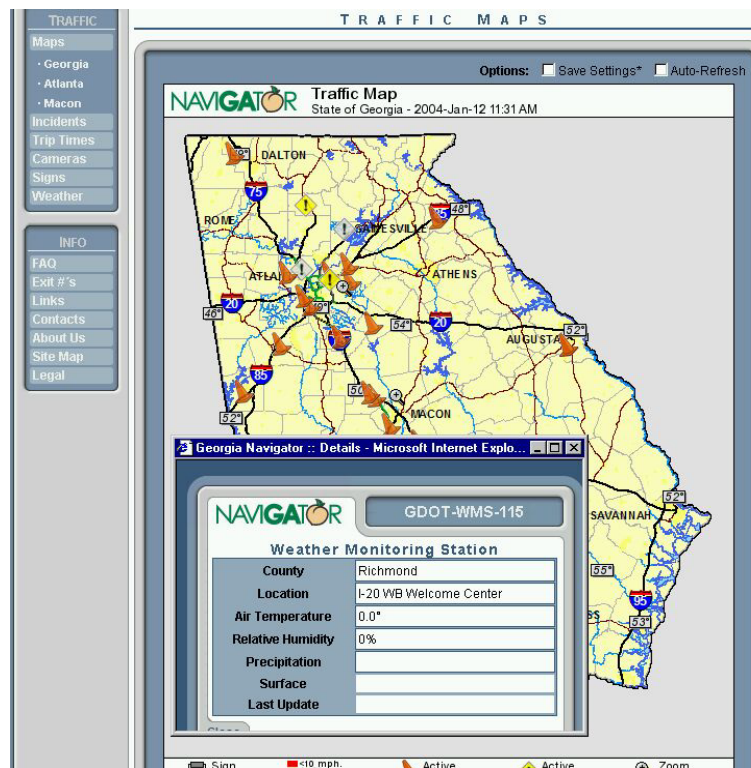 TRAFFIC
Maps
· Georgia
· Atlanta
· Macon
Incidents
Trip Times
Cameras
Signs
Weather
INFO
FAQ
Exit #'s
Links
Contacts
About Us
Site Map
Legal
TRAFFIC MAPS
Options: Save Settings* Auto-Refresh
NAVIGATOR Traffic Map
State of Georgia - 2004-Jan-12 11:31 AM
DALTON
75
ROME
48°
85
ATHENS
46°
20
54°
20
52°
AUGUSTA
85
52°
MACON
Georgia Navigator :: Details - Microsoft Internet Explo...
NAVIGATOR GDOT-WMS-115
Weather Monitoring Station
County Richmond
Location I-20 WB Welcome Center
Air Temperature 0.0°
Relative Humidity 0%
Precipitation
Surface
Last Update
Close
52°
SAVANNAH
55°
95
53°
Sign <10 mph. Active Active Zoom